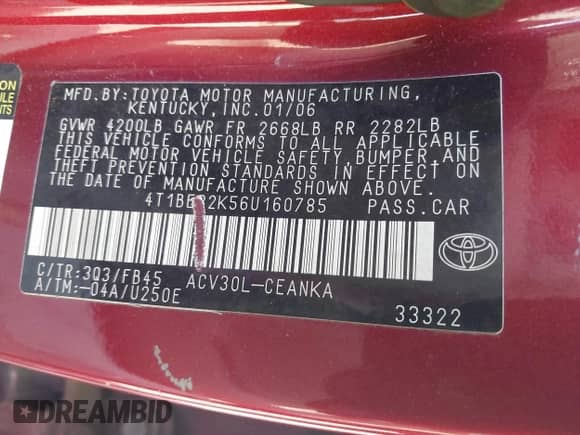 MFD.BY:TOYOTA MOTOR MANUFACTURING,
KENTUCKY, INC.01/06
GVWR 4200LB GAWR FR 2668LB RR 2282LB
THIS VEHICLE CONFORMS TO ALL APPLICABLE
FEDERAL MOTOR VEHICLE SAFETY,BUMPER,AND
THEFT PREVENTION STANDARDS IN EFFECT ON
THE DATE OF MANUFACTURE SHOWN ABOVE.
4T1BE32K56U160785 PASS.CAR
C/TR:3Q3/FB45 ACV30L-CEANKA
A/TM:-04A/U250E
33322
DREAMBID